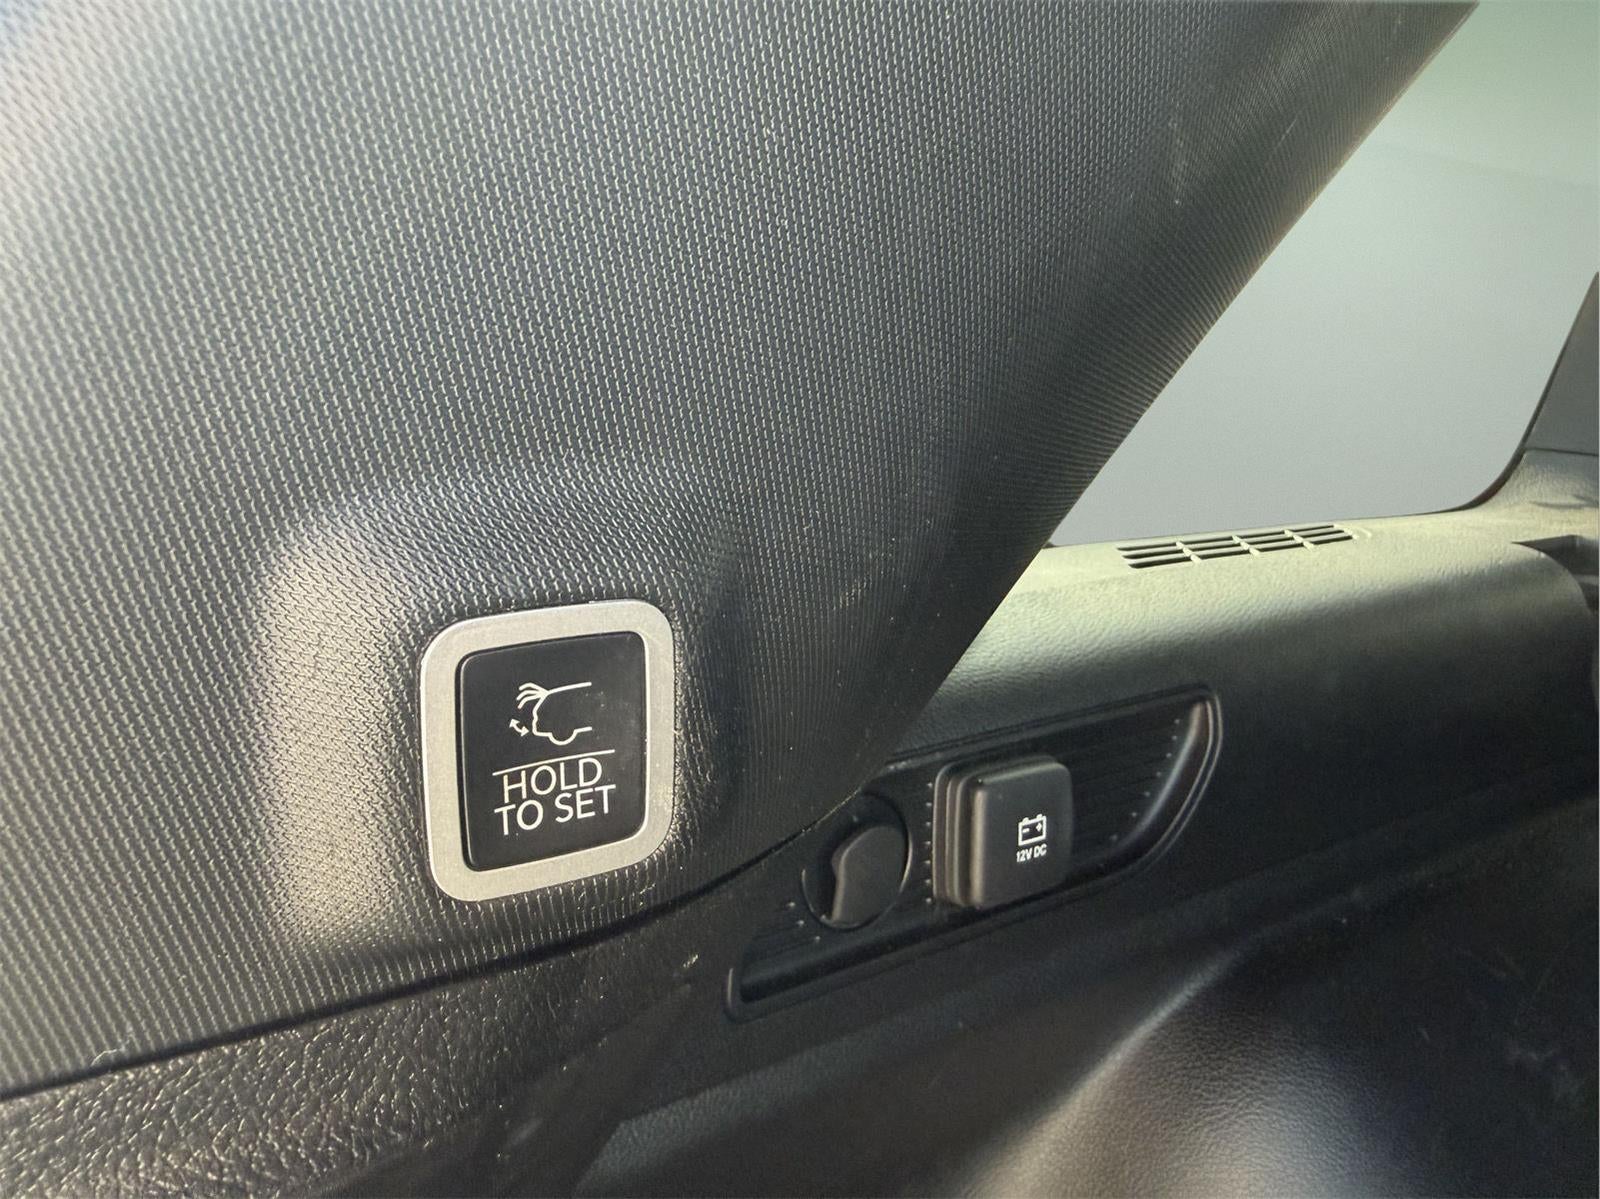 HOLD
TO SET
12V DC